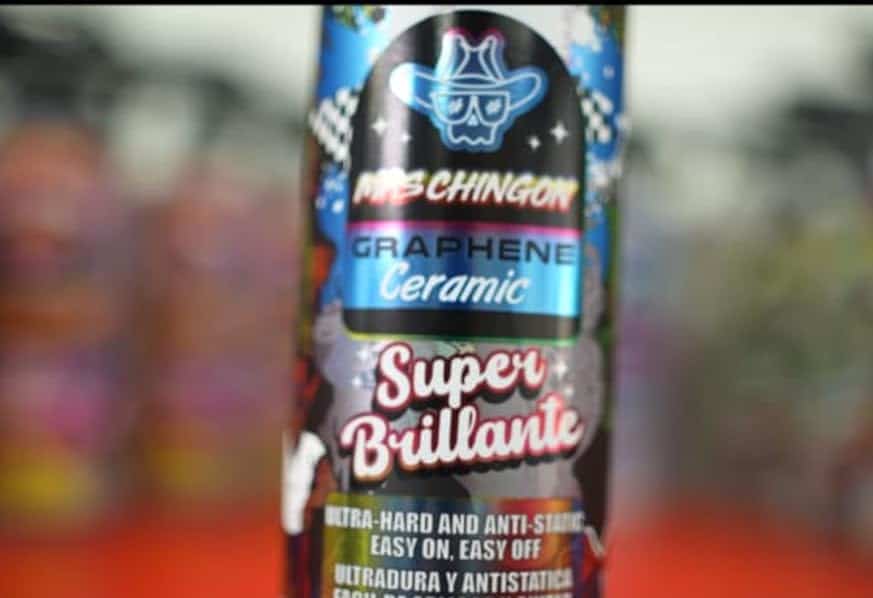 MAS CHINGON
GRAPHENE
Ceramic
Super
Brillante
ULTRA-HARD AND ANTI-STATIC
EASY ON, EASY OFF
ULTRADURA Y ANTISTATICA